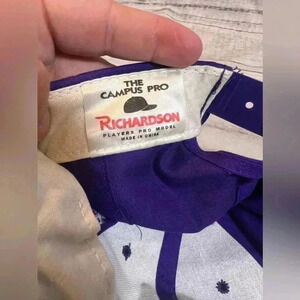 THE
CAMPUS PRO
RICHARDSON
PLAYERS PRO MODEL
MADE IN CHINA